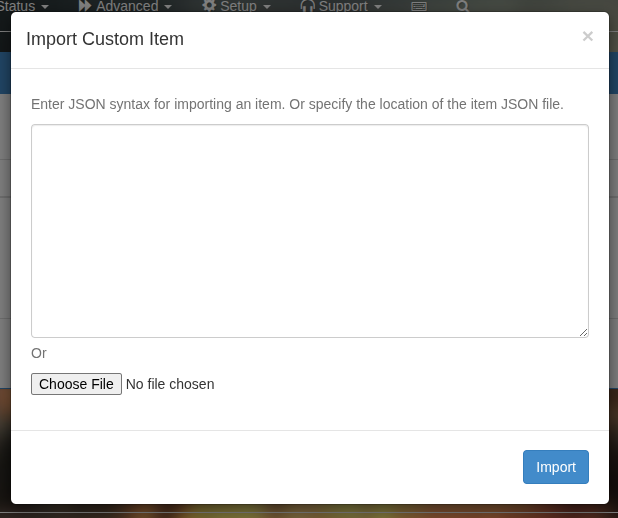 Status Advanced Setup Support
Import Custom Item ×
Enter JSON syntax for importing an item. Or specify the location of the item JSON file.
Or
Choose File No file chosen
Import